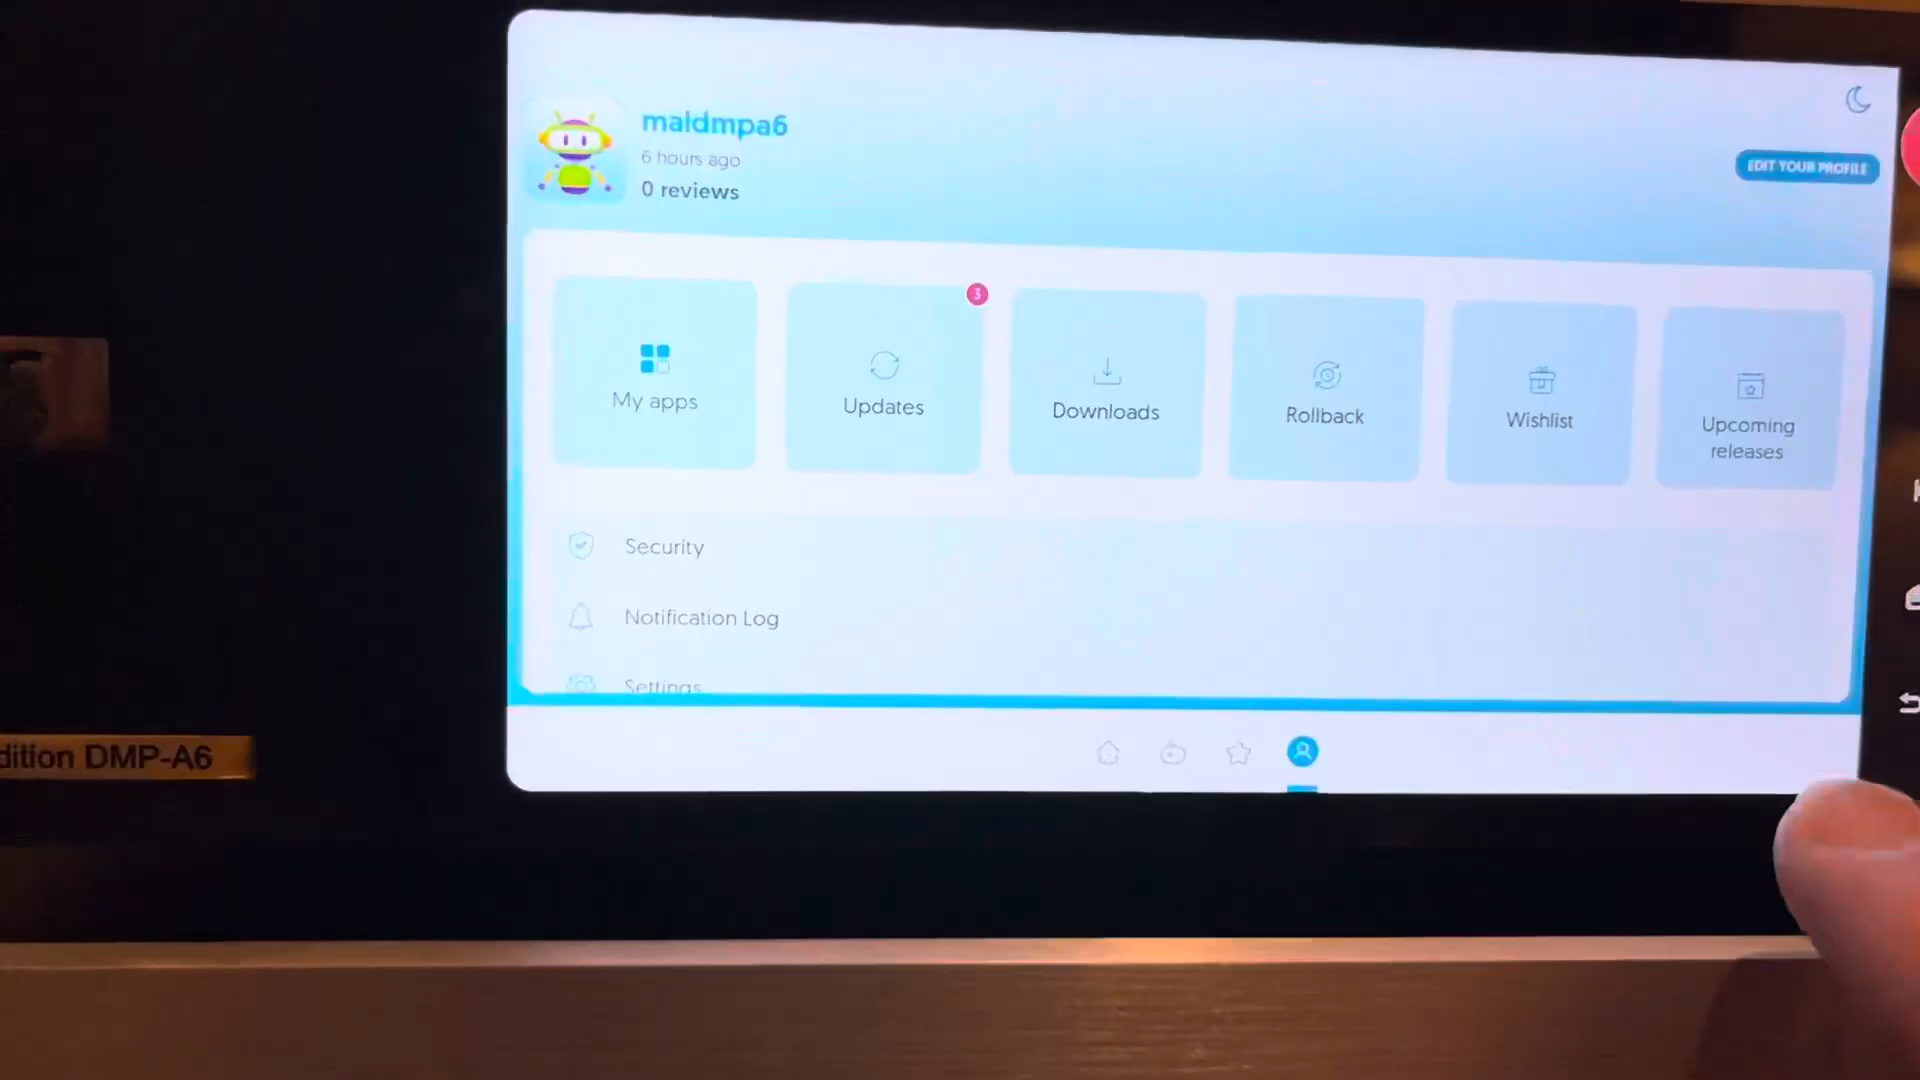 maldmpa6
6 hours ago
0 reviews
EDIT YOUR PROFILE
My apps
3
Updates
Downloads
Rollback
Wishlist
Upcoming
releases
Security
Notification Log
Settings
dition DMP-A6